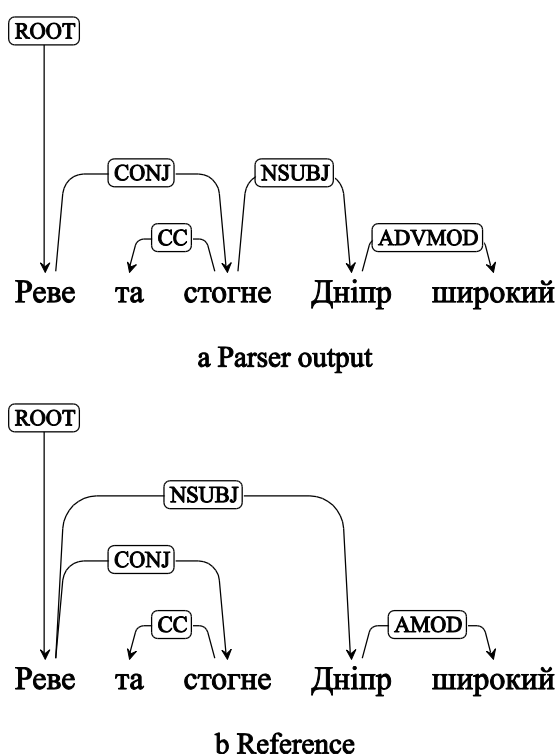 ROOT
CONJ NSUBJ
CC ADVMOD
Реве та стогне Дніпр широкий
a Parser output
ROOT
NSUBJ
CONJ
CC AMOD
Реве та стогне Дніпр широкий
b Reference